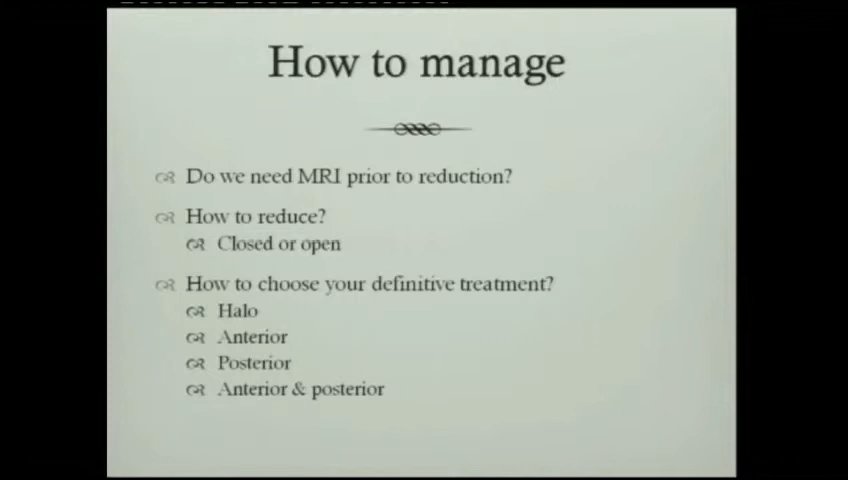 How to manage
Do we need MRI prior to reduction?
How to reduce?
Closed or open
How to choose your definitive treatment?
Halo
Anterior
Posterior
Anterior & posterior